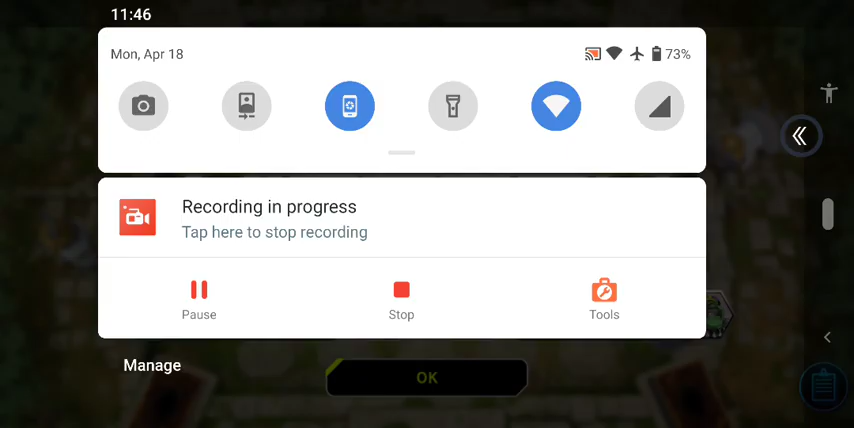 11:46
Mon, Apr 18
73%
Recording in progress
Tap here to stop recording
Pause
Stop
Tools
Manage
OK